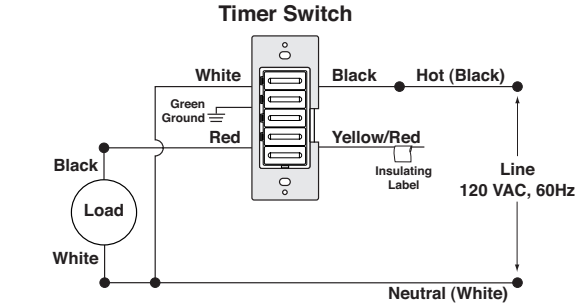 Timer Switch
White
Black
Hot (Black)
Green
Ground
Red
Yellow/Red
Black
Insulating
Label
Line
120 VAC, 60Hz
Load
White
Neutral (White)